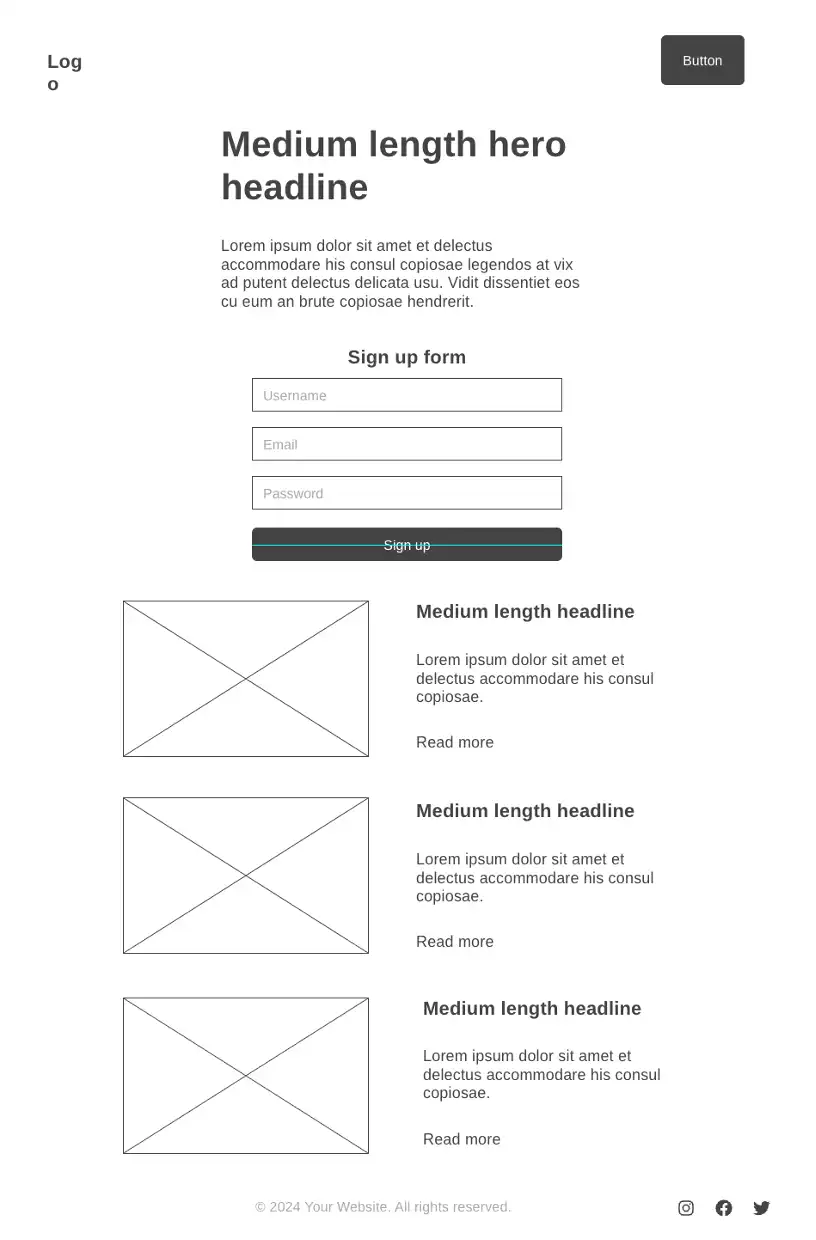 Log
o
Button
Medium length hero
headline
Lorem ipsum dolor sit amet et delectus
accommodare his consul copiosae legendos at vix
ad putent delectus delicata usu. Vidit dissentiet eos
cu eum an brute copiosae hendrerit.
Sign up form
Username
Email
Password
Sign up
Medium length headline
Lorem ipsum dolor sit amet et
delectus accommodare his consul
copiosae.
Read more
Medium length headline
Lorem ipsum dolor sit amet et
delectus accommodare his consul
copiosae.
Read more
Medium length headline
Lorem ipsum dolor sit amet et
delectus accommodare his consul
copiosae.
Read more
© 2024 Your Website. All rights reserved.